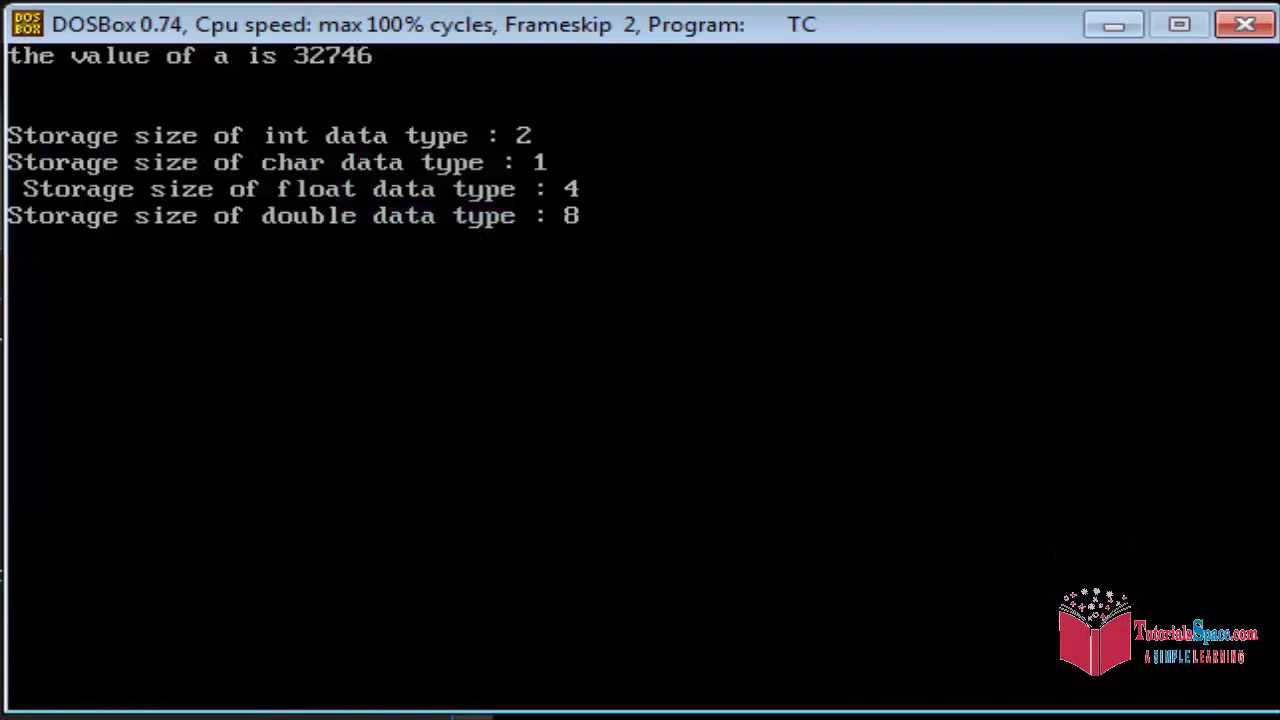 DOSBox 0.74, Cpu speed: max 100% cycles, Frameskip 2, Program: TC
the value of a is 32746
Storage size of int data type : 2
Storage size of char data type : 1
Storage size of float data type : 4
Storage size of double data type : 8
DOS
BOX
TutorialsSpace.com
A SIMPLE LEARNING